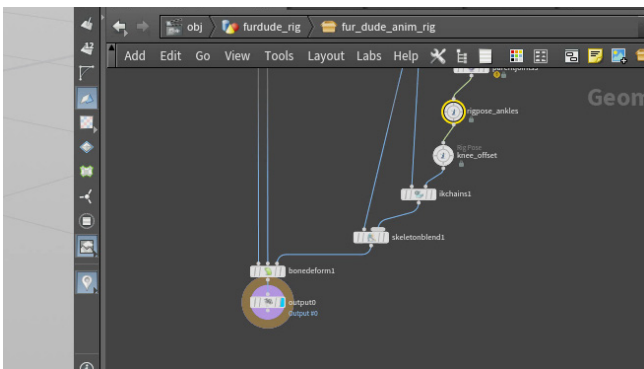 obj furdude_rig fur_dude_anim_rig
Add Edit Go View Tools Layout Labs Help
Geom
rigpose_ankles
Rig Pose
knee_offset
ikchains1
skeletonblend1
bonedeform1
output0
Output #0